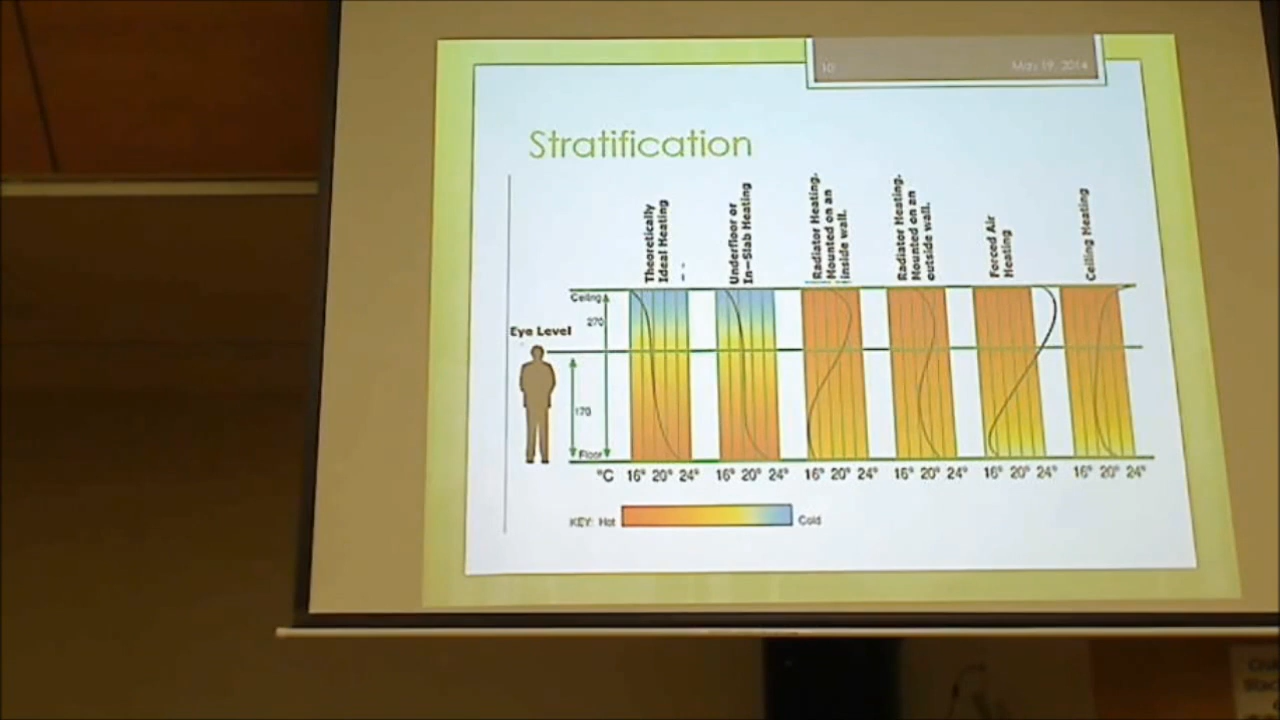 10 May 19, 2014
Stratification
Theoretically
Ideal Heating
Underfloor or
In-Slab Heating
Radiator Heating.
Mounted on an
inside wall.
Radiator Heating.
Mounted on an
outside wall.
Forced Air
Heating
Ceiling Heating
Ceiling
270
Eye Level
170
Floor
°C 16° 20° 24° 16° 20° 24° 16° 20° 24° 16° 20° 24° 16° 20° 24° 16° 20° 24°
KEY: Hot Cold